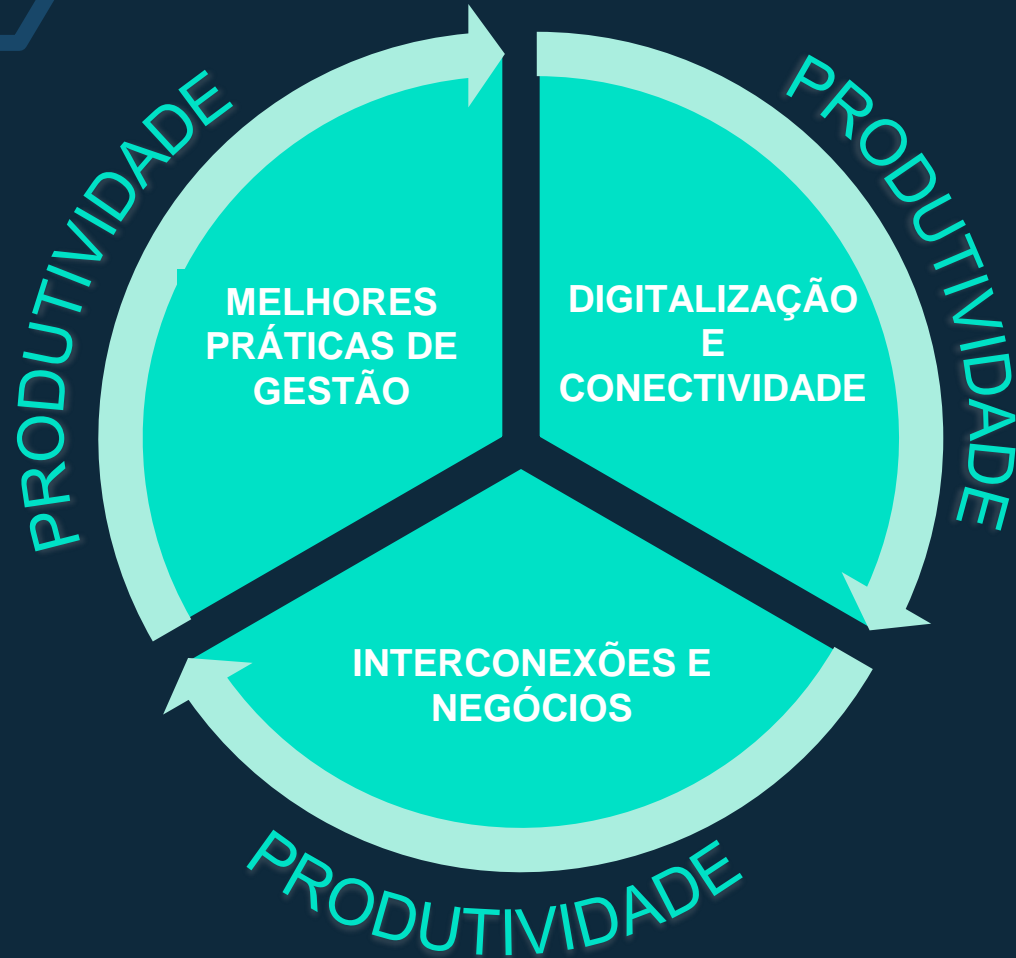 PRODUTIVIDADE
PRODUTIVIDADE
MELHORES
PRÁTICAS DE
GESTÃO
DIGITALIZAÇÃO
E
CONECTIVIDADE
INTERCONEXÕES E
NEGÓCIOS
PRODUTIVIDADE